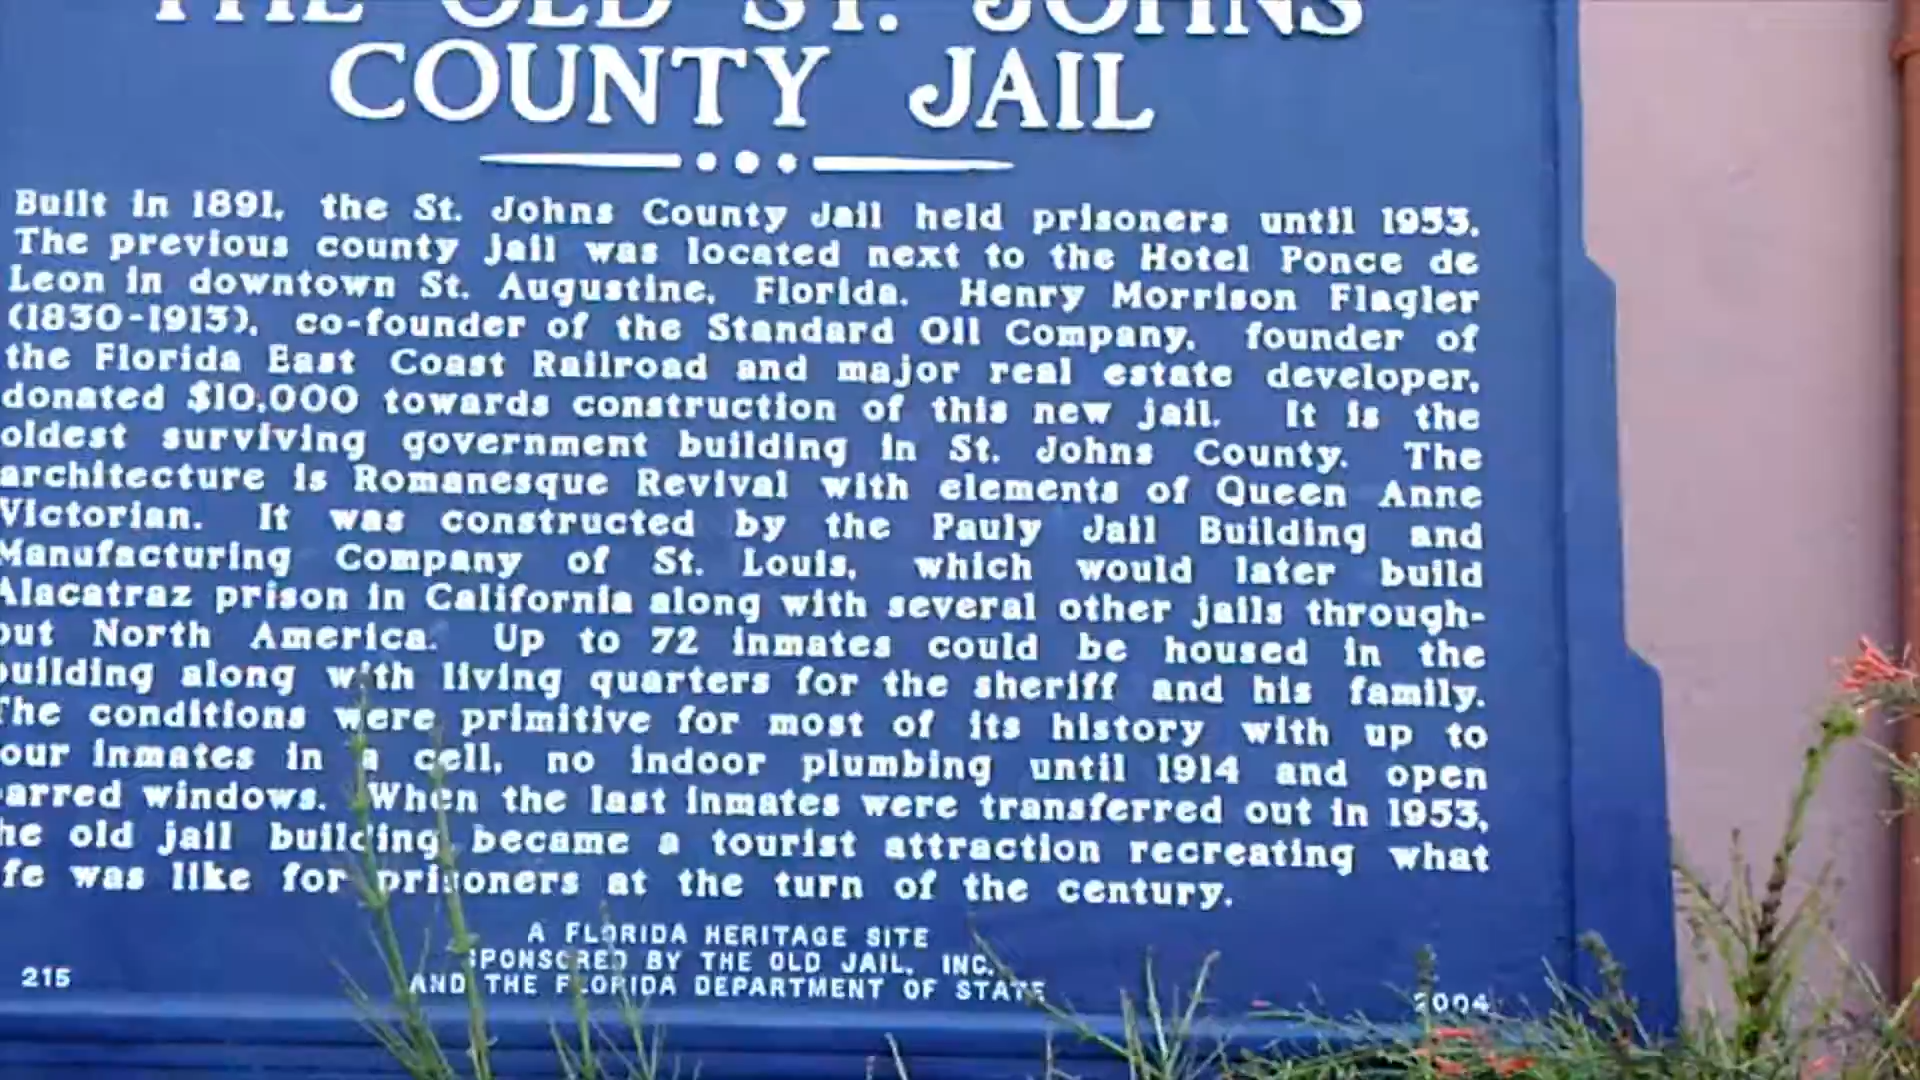 THE OLD ST. JOHNS
COUNTY JAIL
Built in 1891, the St. Johns County Jail held prisoners until 1953.
The previous county jail was located next to the Hotel Ponce de
Leon in downtown St. Augustine, Florida. Henry Morrison Flagler
(1830-1913), co-founder of the Standard Oil Company, founder of
the Florida East Coast Railroad and major real estate developer,
donated $10,000 towards construction of this new jail. It is the
oldest surviving government building in St. Johns County. The
architecture is Romanesque Revival with elements of Queen Anne
Victorian. It was constructed by the Pauly Jail Building and
Manufacturing Company of St. Louis, which would later build
Alacatraz prison in California along with several other jails through-
out North America. Up to 72 inmates could be housed in the
building along with living quarters for the sheriff and his family.
The conditions were primitive for most of its history with up to
our inmates in a cell, no indoor plumbing until 1914 and open
arred windows. When the last inmates were transferred out in 1953,
he old jail building became a tourist attraction recreating what
fe was like for prisoners at the turn of the century.
A FLORIDA HERITAGE SITE
SPONSORED BY THE OLD JAIL, INC.
AND THE FLORIDA DEPARTMENT OF STATE
215
2004